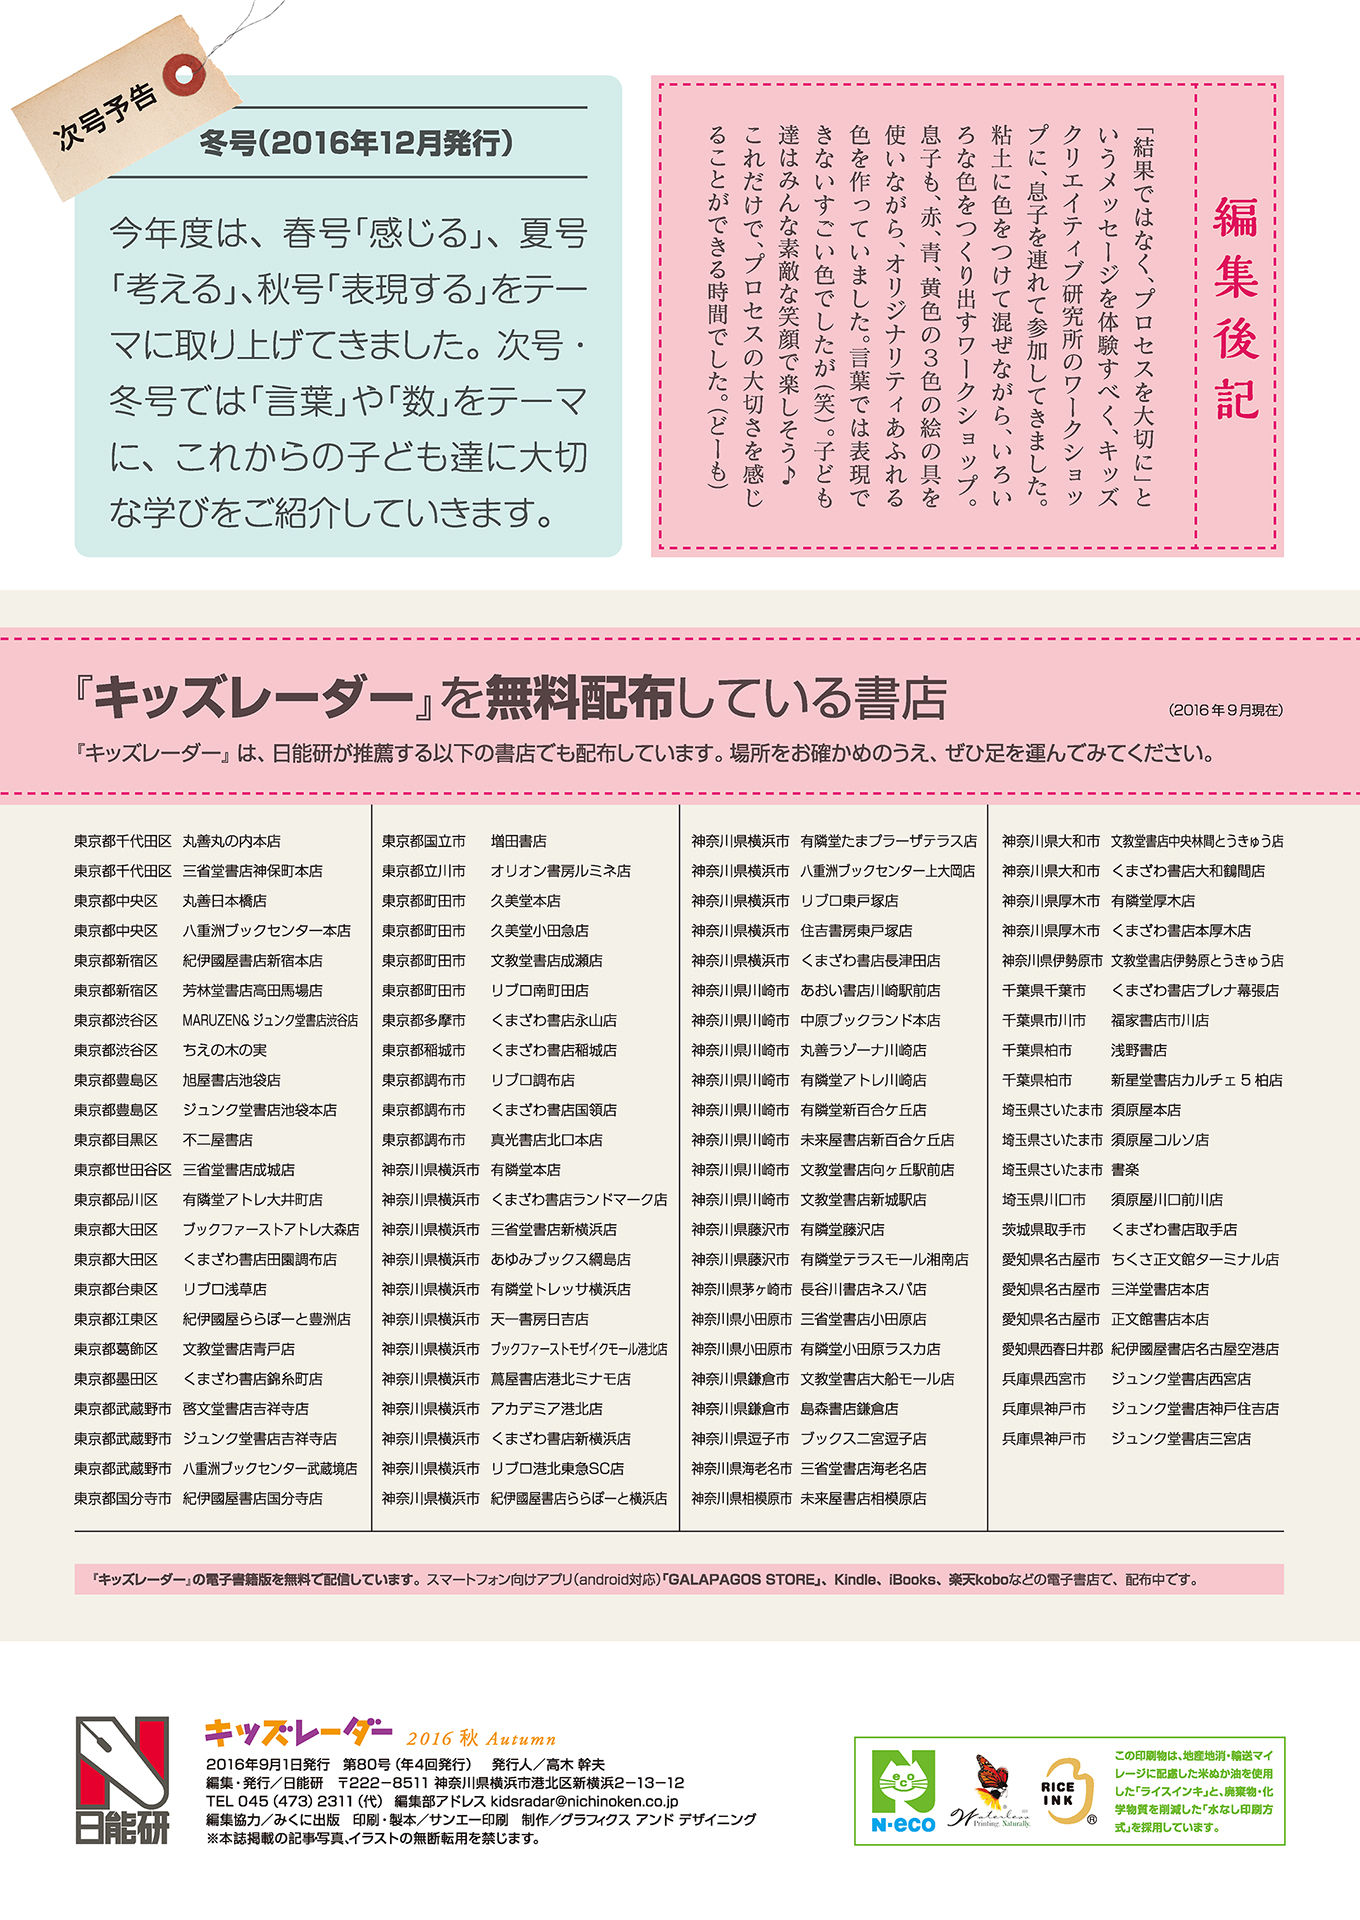 次号予告
冬号（2016年12月発行）
今年度は、春号「感じる」、夏号
「考える」、秋号「表現する」をテー
マに取り上げてきました。次号・
冬号では「言葉」や「数」をテーマ
に、これからの子ども達に大切
な学びをご紹介していきます。
編集後記
「結果ではなく、プロセスを大切に」と
いうメッセージを体験すべく、キッズ
クリエイティブ研究所のワークショッ
プに、息子を連れて参加してきました。
粘土に色をつけて混ぜながら、いろい
ろな色をつくり出すワークショップ。
息子も、赤、青、黄色の３色の絵の具を
使いながら、オリジナリティあふれる
色を作っていました。言葉では表現で
きないすごい色でしたが（笑）。子ども
達はみんな素敵な笑顔で楽しそう♪
これだけで、プロセスの大切さを感じ
ることができる時間でした。（どーも）
『キッズレーダー』を無料配布している書店
（2016年9月現在）
『キッズレーダー』は、日能研が推薦する以下の書店でも配布しています。場所をお確かめのうえ、ぜひ足を運んでみてください。
東京都千代田区 丸善丸の内本店
東京都千代田区 三省堂書店神保町本店
東京都中央区 丸善日本橋店
東京都中央区 八重洲ブックセンター本店
東京都新宿区 紀伊國屋書店新宿本店
東京都新宿区 芳林堂書店高田馬場店
東京都渋谷区 MARUZEN&ジュンク堂書店渋谷店
東京都渋谷区 ちえの木の実
東京都豊島区 旭屋書店池袋店
東京都豊島区 ジュンク堂書店池袋本店
東京都目黒区 不二屋書店
東京都世田谷区 三省堂書店成城店
東京都品川区 有隣堂アトレ大井町店
東京都大田区 ブックファーストアトレ大森店
東京都大田区 くまざわ書店田園調布店
東京都台東区 リブロ浅草店
東京都江東区 紀伊國屋ららぽーと豊洲店
東京都葛飾区 文教堂書店青戸店
東京都墨田区 くまざわ書店錦糸町店
東京都武蔵野市 啓文堂書店吉祥寺店
東京都武蔵野市 ジュンク堂書店吉祥寺店
東京都武蔵野市 八重洲ブックセンター武蔵境店
東京都国分寺市 紀伊國屋書店国分寺店
東京都国立市 増田書店
東京都立川市 オリオン書房ルミネ店
東京都町田市 久美堂本店
東京都町田市 久美堂小田急店
東京都町田市 文教堂書店成瀬店
東京都町田市 リブロ南町田店
東京都多摩市 くまざわ書店永山店
東京都稲城市 くまざわ書店稲城店
東京都調布市 リブロ調布店
東京都調布市 くまざわ書店国領店
東京都調布市 真光書店北口本店
神奈川県横浜市 有隣堂本店
神奈川県横浜市 くまざわ書店ランドマーク店
神奈川県横浜市 三省堂書店新横浜店
神奈川県横浜市 あゆみブックス綱島店
神奈川県横浜市 有隣堂トレッサ横浜店
神奈川県横浜市 天一書房日吉店
神奈川県横浜市 ブックファーストモザイクモール港北店
神奈川県横浜市 蔦屋書店港北ミナモ店
神奈川県横浜市 アカデミア港北店
神奈川県横浜市 くまざわ書店新横浜店
神奈川県横浜市 リブロ港北東急SC店
神奈川県横浜市 紀伊國屋書店ららぽーと横浜店
神奈川県横浜市 有隣堂たまプラーザテラス店
神奈川県横浜市 八重洲ブックセンター上大岡店
神奈川県横浜市 リブロ東戸塚店
神奈川県横浜市 住吉書房東戸塚店
神奈川県横浜市 くまざわ書店長津田店
神奈川県川崎市 あおい書店川崎駅前店
神奈川県川崎市 中原ブックランド本店
神奈川県川崎市 丸善ラゾーナ川崎店
神奈川県川崎市 有隣堂アトレ川崎店
神奈川県川崎市 有隣堂新百合ケ丘店
神奈川県川崎市 未来屋書店新百合ケ丘店
神奈川県川崎市 文教堂書店向ヶ丘駅前店
神奈川県川崎市 文教堂書店新城駅店
神奈川県藤沢市 有隣堂藤沢店
神奈川県藤沢市 有隣堂テラスモール湘南店
神奈川県茅ヶ崎市 長谷川書店ネスパ店
神奈川県小田原市 三省堂書店小田原店
神奈川県小田原市 有隣堂小田原ラスカ店
神奈川県鎌倉市 文教堂書店大船モール店
神奈川県鎌倉市 島森書店鎌倉店
神奈川県逗子市 ブックス二宮逗子店
神奈川県海老名市 三省堂書店海老名店
神奈川県相模原市 未来屋書店相模原店
神奈川県大和市 文教堂書店中央林間とうきゅう店
神奈川県大和市 くまざわ書店大和鶴間店
神奈川県厚木市 有隣堂厚木店
神奈川県厚木市 くまざわ書店本厚木店
神奈川県伊勢原市 文教堂書店伊勢原とうきゅう店
千葉県千葉市 くまざわ書店プレナ幕張店
千葉県市川市 福家書店市川店
千葉県柏市 浅野書店
千葉県柏市 新星堂書店カルチェ5柏店
埼玉県さいたま市 須原屋本店
埼玉県さいたま市 須原屋コルソ店
埼玉県さいたま市 書楽
埼玉県川口市 須原屋川口前川店
茨城県取手市 くまざわ書店取手店
愛知県名古屋市 ちくさ正文館ターミナル店
愛知県名古屋市 三洋堂書店本店
愛知県名古屋市 正文館書店本店
愛知県西春日井郡 紀伊國屋書店名古屋空港店
兵庫県西宮市 ジュンク堂書店西宮店
兵庫県神戸市 ジュンク堂書店神戸住吉店
兵庫県神戸市 ジュンク堂書店三宮店
『キッズレーダー』の電子書籍版を無料で配信しています。スマートフォン向けアプリ（android対応）「GALAPAGOS STORE」、Kindle、iBooks、楽天koboなどの電子書店で、配布中です。
日能研
キッズレーダー 2016 秋 Autumn
2016年9月1日発行　第80号（年4回発行）　発行人／高木 幹夫
編集・発行／日能研　〒222−8511 神奈川県横浜市港北区新横浜2−13−12
TEL 045（473）2311（代）　編集部アドレス kidsradar@nichinoken.co.jp
編集協力／みくに出版　印刷・製本／サンエー印刷　制作／グラフィクス アンド デザイニング
※本誌掲載の記事・写真、イラストの無断転用を禁じます。
N·eco
Waterless
Printing. Naturally.
RICE
INK
®
この印刷物は、地産地消・輸送マイ
レージに配慮した米ぬか油を使用
した「ライスインキ」と、廃棄物・化
学物質を削減した「水なし印刷方
式」を採用しています。